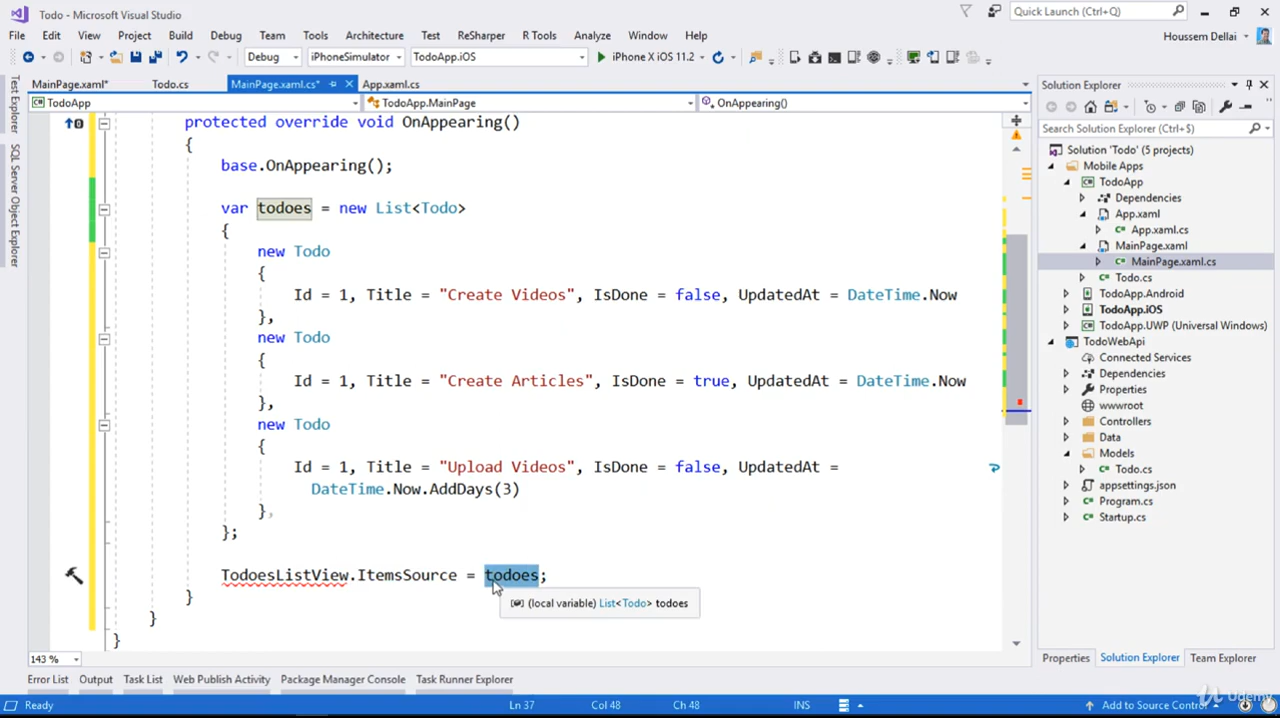 Todo - Microsoft Visual Studio
Quick Launch (Ctrl+Q)
File Edit View Project Build Debug Team Tools Architecture Test ReSharper R Tools Analyze Window Help
Houssem Dellai
Debug iPhoneSimulator TodoApp.iOS iPhone X iOS 11.2
MainPage.xaml* Todo.cs MainPage.xaml.cs* App.xaml.cs
TodoApp TodoApp.MainPage OnAppearing()
Test Explorer
SQL Server Object Explorer
protected override void OnAppearing()
{
base.OnAppearing();
var todoes = new List<Todo>
{
new Todo
{
Id = 1, Title = "Create Videos", IsDone = false, UpdatedAt = DateTime.Now
},
new Todo
{
Id = 1, Title = "Create Articles", IsDone = true, UpdatedAt = DateTime.Now
},
new Todo
{
Id = 1, Title = "Upload Videos", IsDone = false, UpdatedAt =
DateTime.Now.AddDays(3)
},
};
TodoesListView.ItemsSource = todoes;
(local variable) List<Todo> todoes
}
}
}
143 %
Solution Explorer
Search Solution Explorer (Ctrl+$)
Solution 'Todo' (5 projects)
Mobile Apps
TodoApp
Dependencies
App.xaml
App.xaml.cs
MainPage.xaml
MainPage.xaml.cs
Todo.cs
TodoApp.Android
TodoApp.iOS
TodoApp.UWP (Universal Windows)
TodoWebApi
Connected Services
Dependencies
Properties
wwwroot
Controllers
Data
Models
Todo.cs
appsettings.json
Program.cs
Startup.cs
Properties Solution Explorer Team Explorer
Error List Output Task List Web Publish Activity Package Manager Console Task Runner Explorer
Ready Ln 37 Col 48 Ch 48 INS Add to Source Control
Udemy